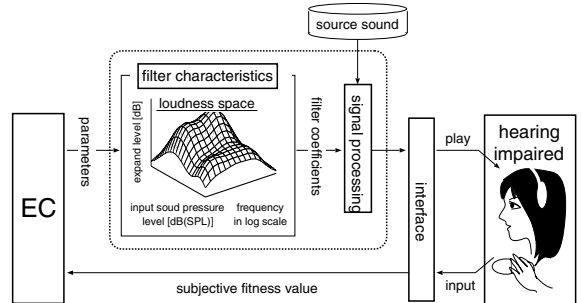 source sound
filter characteristics
loudness space
expaend level [dB]
input soud pressure
level [dB(SPL)]
frequency
in log scale
EC
parameters
filter coefficients
signal processing
interface
play
hearing
impaired
input
subjective fitness value